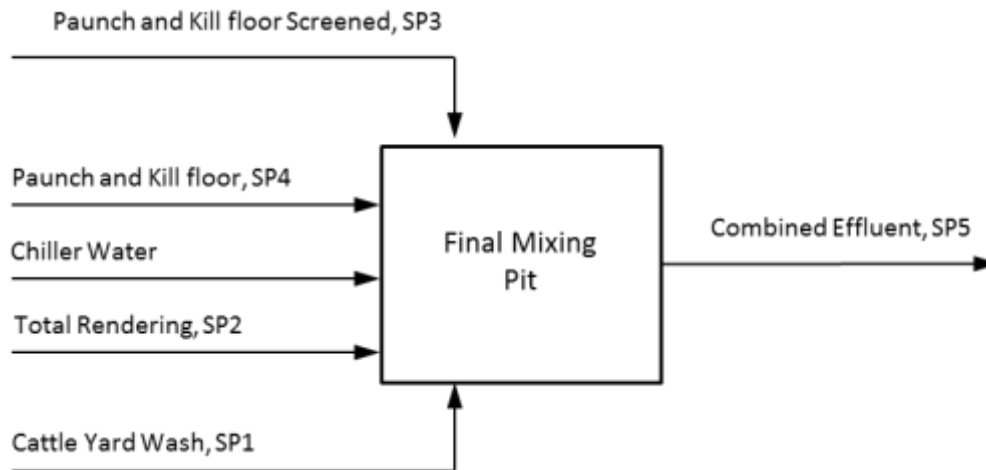 Paunch and Kill floor Screened, SP3
Paunch and Kill floor, SP4
Chiller Water
Total Rendering, SP2
Cattle Yard Wash, SP1
Final Mixing
Pit
Combined Effluent, SP5